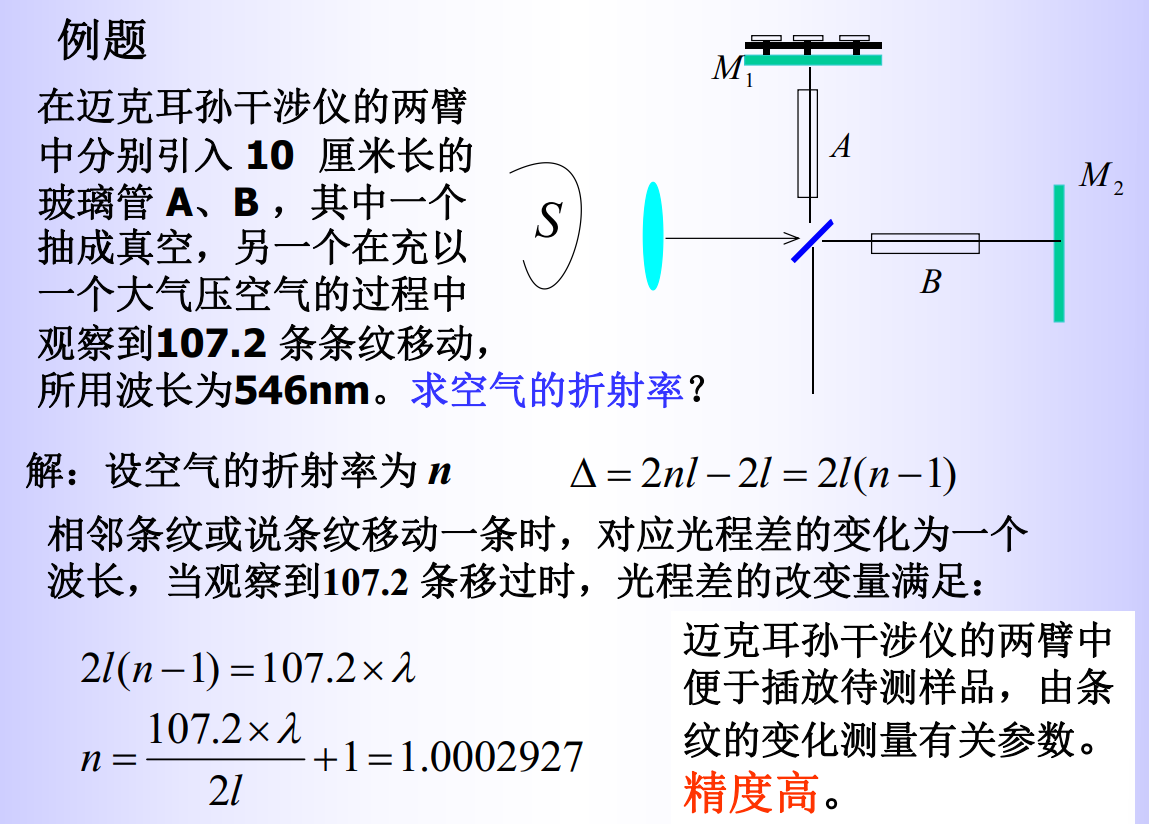 例题
在迈克耳孙干涉仪的两臂
中分别引入 10 厘米长的
玻璃管 A、B ，其中一个
抽成真空，另一个在充以
一个大气压空气的过程中
观察到107.2 条条纹移动，
所用波长为546nm。求空气的折射率？
M1
A
S
M2
B
解：设空气的折射率为 n
Δ = 2nl − 2l = 2l(n − 1)
相邻条纹或说条纹移动一条时，对应光程差的变化为一个
波长，当观察到107.2 条移过时，光程差的改变量满足：
2l(n − 1) = 107.2 × λ
n = (107.2 × λ)/(2l) + 1 = 1.0002927
迈克耳孙干涉仪的两臂中
便于插放待测样品，由条
纹的变化测量有关参数。
精度高。